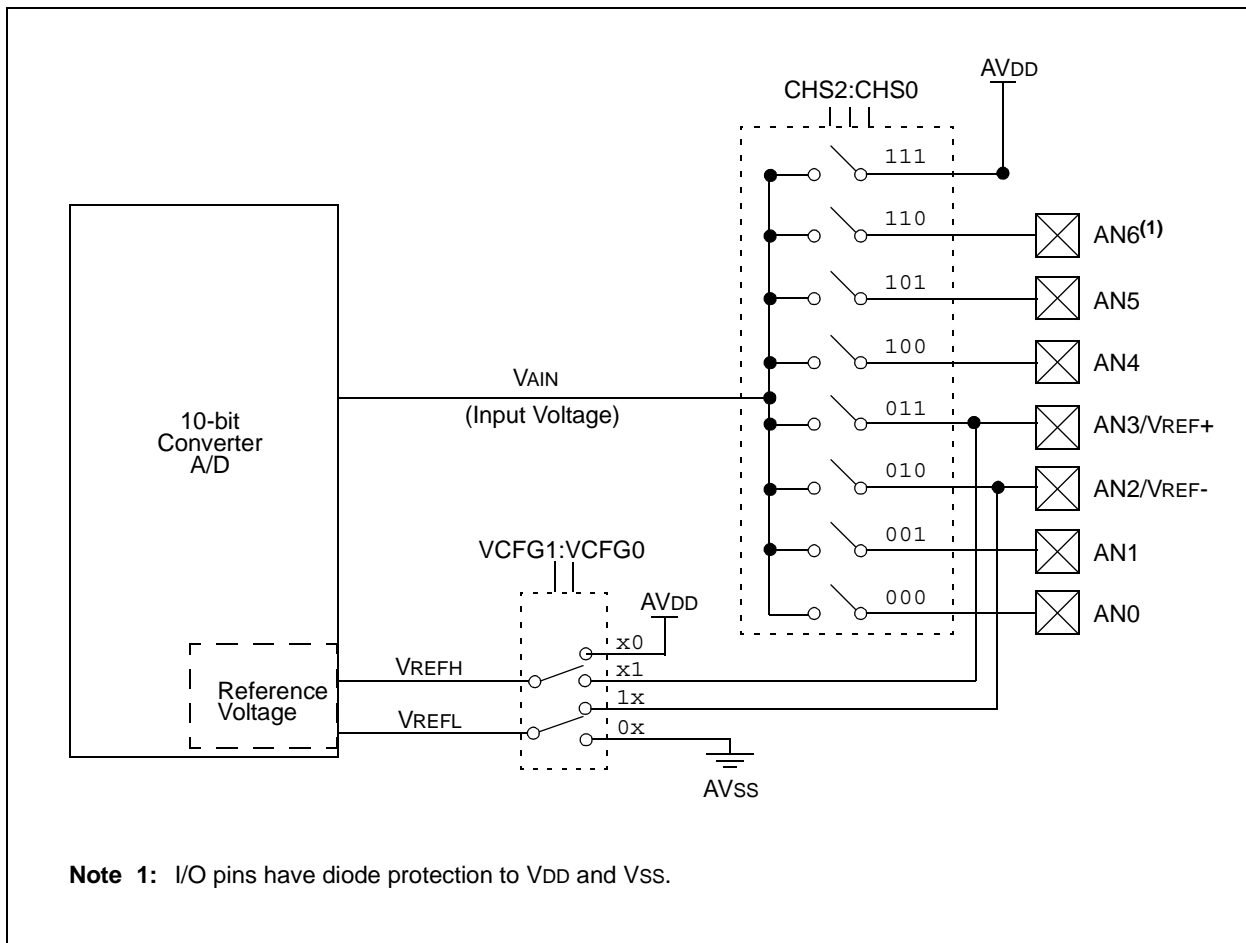 AVDD
CHS2:CHS0
111
110
AN6(1)
101
AN5
100
AN4
VAIN
(Input Voltage)
10-bit
Converter
A/D
011
AN3/VREF+
010
AN2/VREF-
VCFG1:VCFG0
001
AN1
AVDD
000
AN0
x0
VREFH
x1
Reference
Voltage
1x
VREFL
0x
AVSS
Note 1: I/O pins have diode protection to VDD and VSS.